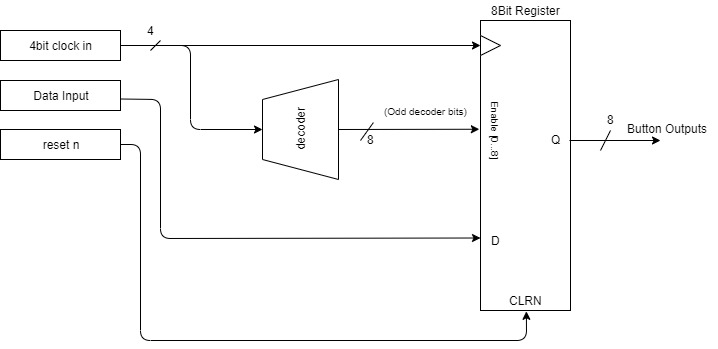 8Bit Register
4
4bit clock in
Data Input
(Odd decoder bits)
decoder
Enable [0...8]
8
8
Button Outputs
Q
reset n
D
CLRN